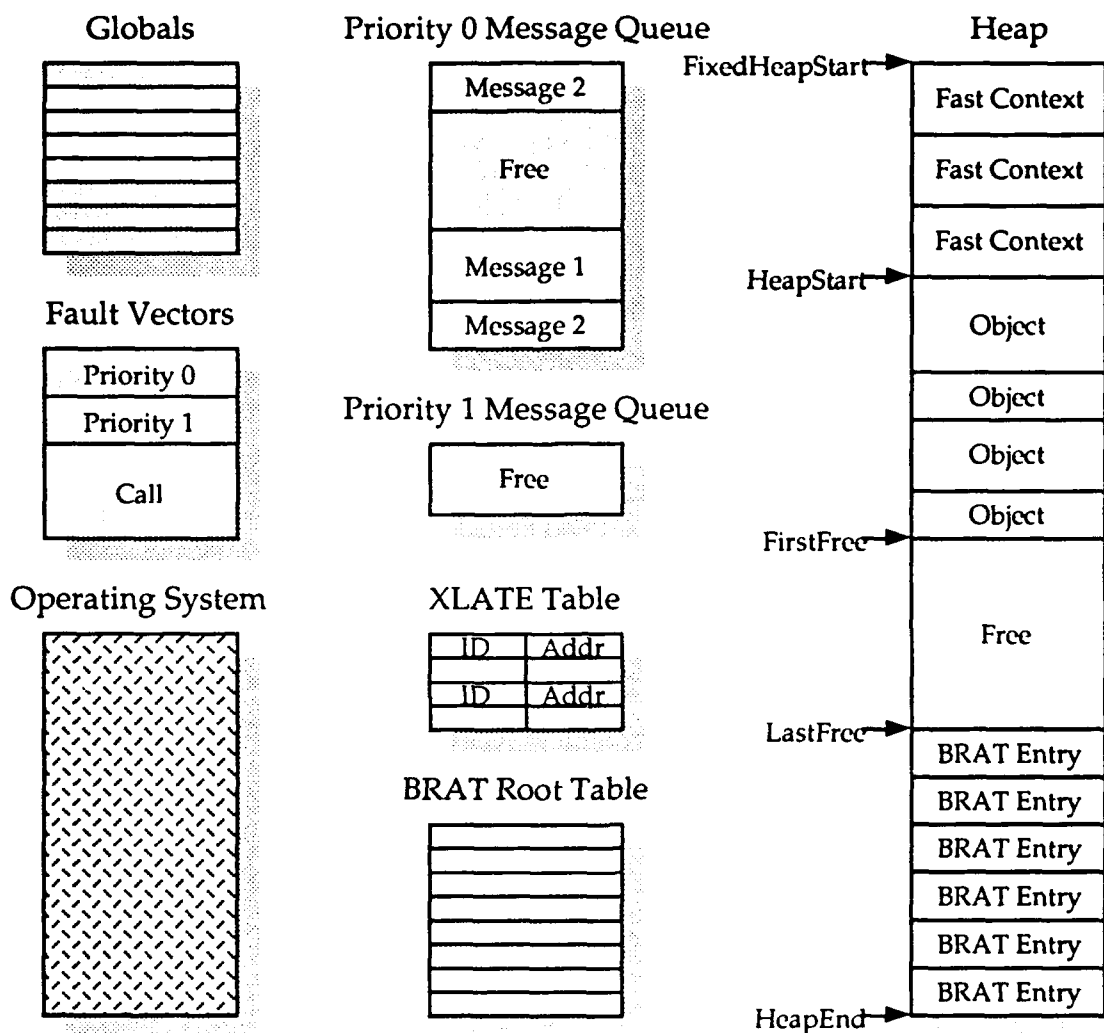 Globals
Fault Vectors
Priority 0
Priority 1
Call
Operating System
Priority 0 Message Queue
Message 2
Free
Message 1
Message 2
Priority 1 Message Queue
Free
XLATE Table
ID Addr
ID Addr
BRAT Root Table
Heap
FixedHeapStart
Fast Context
Fast Context
Fast Context
HeapStart
Object
Object
Object
Object
FirstFree
Free
LastFree
BRAT Entry
BRAT Entry
BRAT Entry
BRAT Entry
BRAT Entry
BRAT Entry
HeapEnd